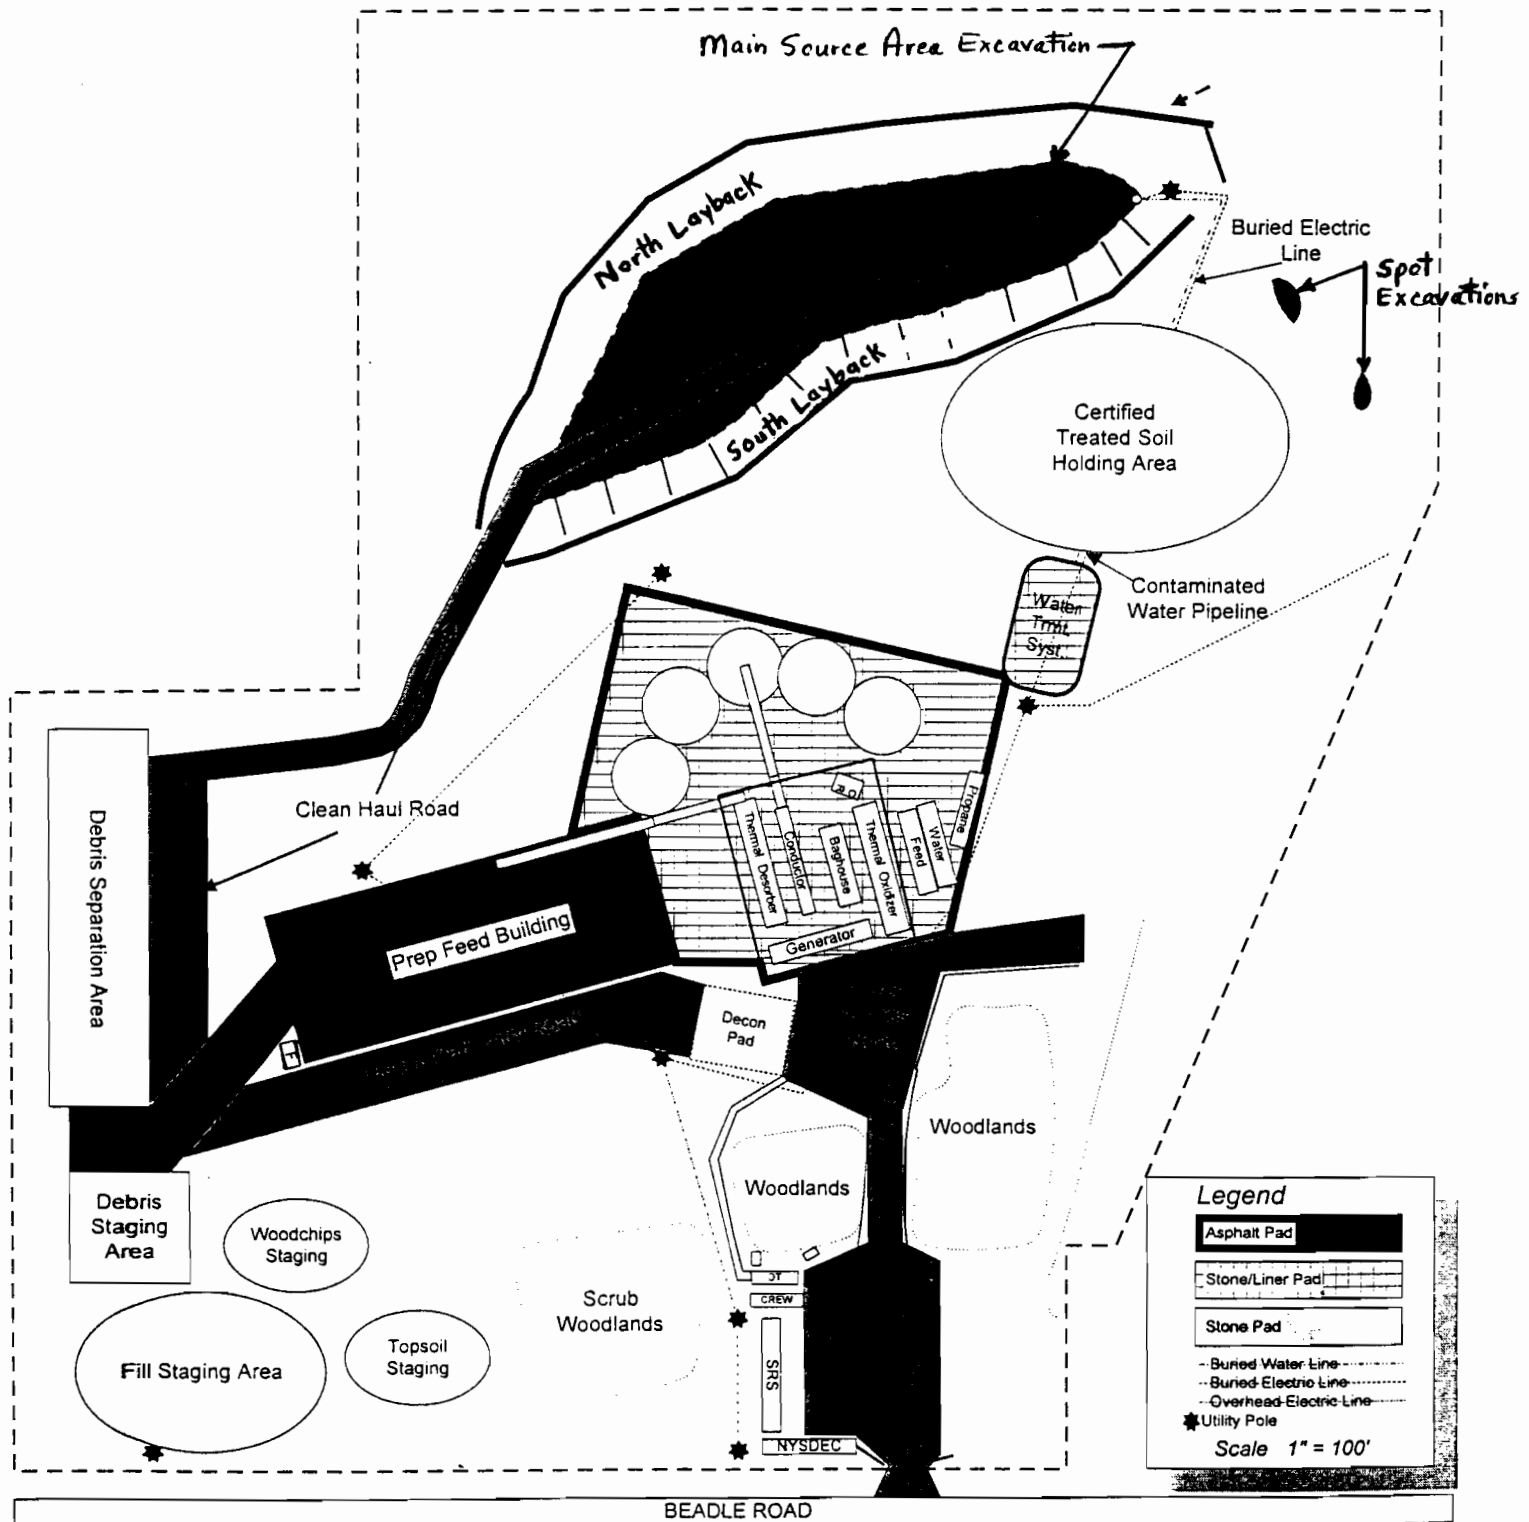 Main Source Area Excavation
North Layback
Buried Electric
Line
Spot
Excavations
South Layback
Certified
Treated Soil
Holding Area
Contaminated
Water Pipeline
Water
Trmt.
Syst.
Propane
Clean Haul Road
Debris Separation Area
Thermal Desorber
Conductor
Baghouse
Thermal Oxidizer
Water
Feed
Generator
Prep Feed Building
Decon
Pad
Woodlands
Woodlands
Debris
Staging
Area
Woodchips
Staging
Scrub
Woodlands
CREW
SRS
Fill Staging Area
Topsoil
Staging
NYSDEC
Legend
Asphalt Pad
Stone/Liner Pad
Stone Pad
Buried Water Line
Buried Electric Line
Overhead Electric Line
Utility Pole
Scale 1" = 100'
BEADLE ROAD